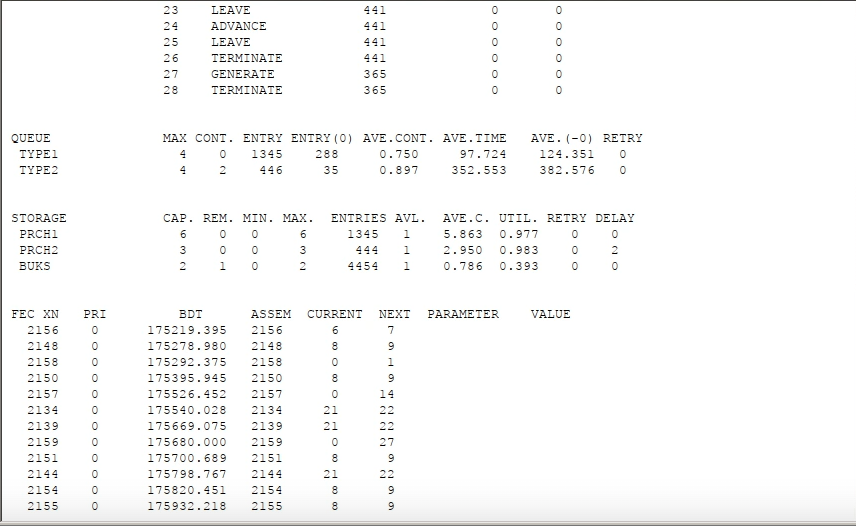 23 LEAVE 441 0 0
24 ADVANCE 441 0 0
25 LEAVE 441 0 0
26 TERMINATE 441 0 0
27 GENERATE 365 0 0
28 TERMINATE 365 0 0
QUEUE MAX CONT. ENTRY ENTRY(0) AVE.CONT. AVE.TIME AVE.(-0) RETRY
TYPE1 4 0 1345 288 0.750 97.724 124.351 0
TYPE2 4 2 446 35 0.897 352.553 382.576 0
STORAGE CAP. REM. MIN. MAX. ENTRIES AVL. AVE.C. UTIL. RETRY DELAY
PRCH1 6 0 0 6 1345 1 5.863 0.977 0 0
PRCH2 3 0 0 3 444 1 2.950 0.983 0 2
BUKS 2 1 0 2 4454 1 0.786 0.393 0 0
FEC XN PRI BDT ASSEM CURRENT NEXT PARAMETER VALUE
2156 0 175219.395 2156 6 7
2148 0 175278.980 2148 8 9
2158 0 175292.375 2158 0 1
2150 0 175395.945 2150 8 9
2157 0 175526.452 2157 0 14
2134 0 175540.028 2134 21 22
2139 0 175669.075 2139 21 22
2159 0 175680.000 2159 0 27
2151 0 175700.689 2151 8 9
2144 0 175798.767 2144 21 22
2154 0 175820.451 2154 8 9
2155 0 175932.218 2155 8 9